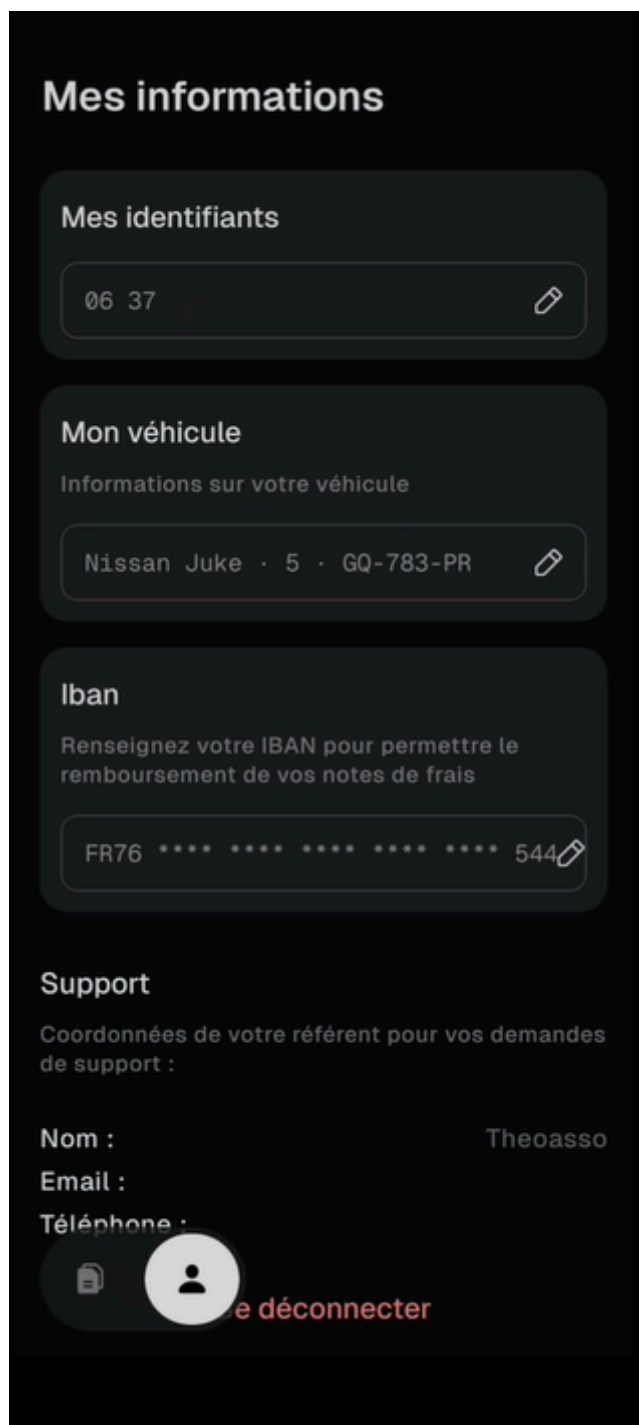 Mes informations
Mes identifiants
06 37
Mon véhicule
Informations sur votre véhicule
Nissan Juke · 5 · GQ-783-PR
Iban
Renseignez votre IBAN pour permettre le
remboursement de vos notes de frais
FR76 **** **** **** **** **** 544
Support
Coordonnées de votre référent pour vos demandes
de support :
Nom : Theoasso
Email :
Téléphone :
e déconnecter